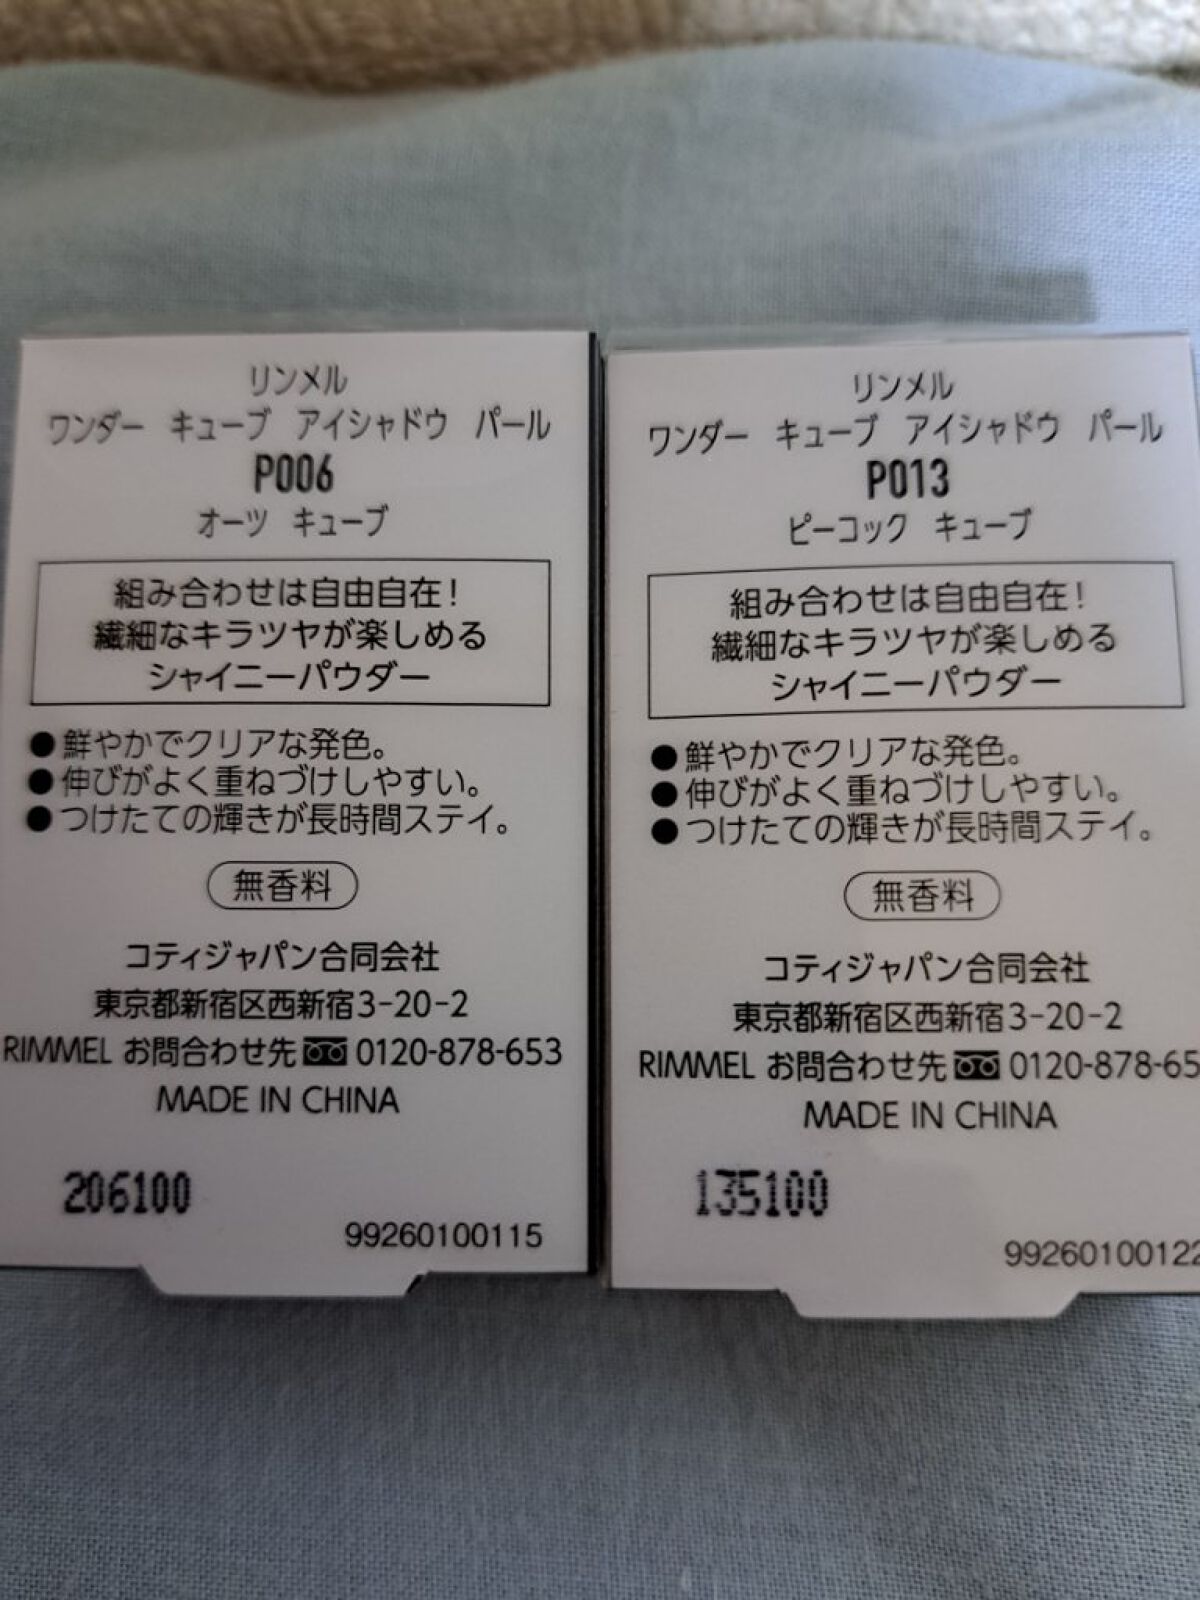 リンメル
ワンダー キューブ アイシャドウ パール
P006
オーツ キューブ
組み合わせは自由自在!
繊細なキラツヤが楽しめる
シャイニーパウダー
●鮮やかでクリアな発色。
●伸びがよく重ねづけしやすい。
●つけたての輝きが長時間ステイ。
無香料
コティジャパン合同会社
東京都新宿区西新宿3-20-2
RIMMEL お問合わせ先 0120-878-653
MADE IN CHINA
206100
99260100115
リンメル
ワンダー キューブ アイシャドウ パール
P013
ピーコック キューブ
組み合わせは自由自在!
繊細なキラツヤが楽しめる
シャイニーパウダー
●鮮やかでクリアな発色。
●伸びがよく重ねづけしやすい。
●つけたての輝きが長時間ステイ。
無香料
コティジャパン合同会社
東京都新宿区西新宿3-20-2
RIMMEL お問合わせ先 0120-878-65
MADE IN CHINA
135100
99260100122